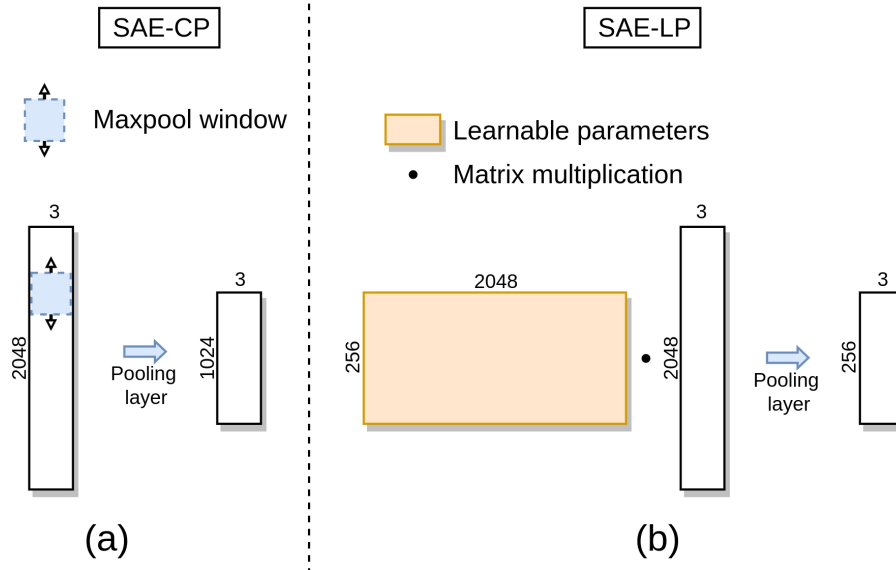 SAE-CP
Maxpool window
3
2048
Pooling
layer
3
1024
(a)
SAE-LP
Learnable parameters
• Matrix multiplication
2048
256
•
3
2048
Pooling
layer
3
256
(b)